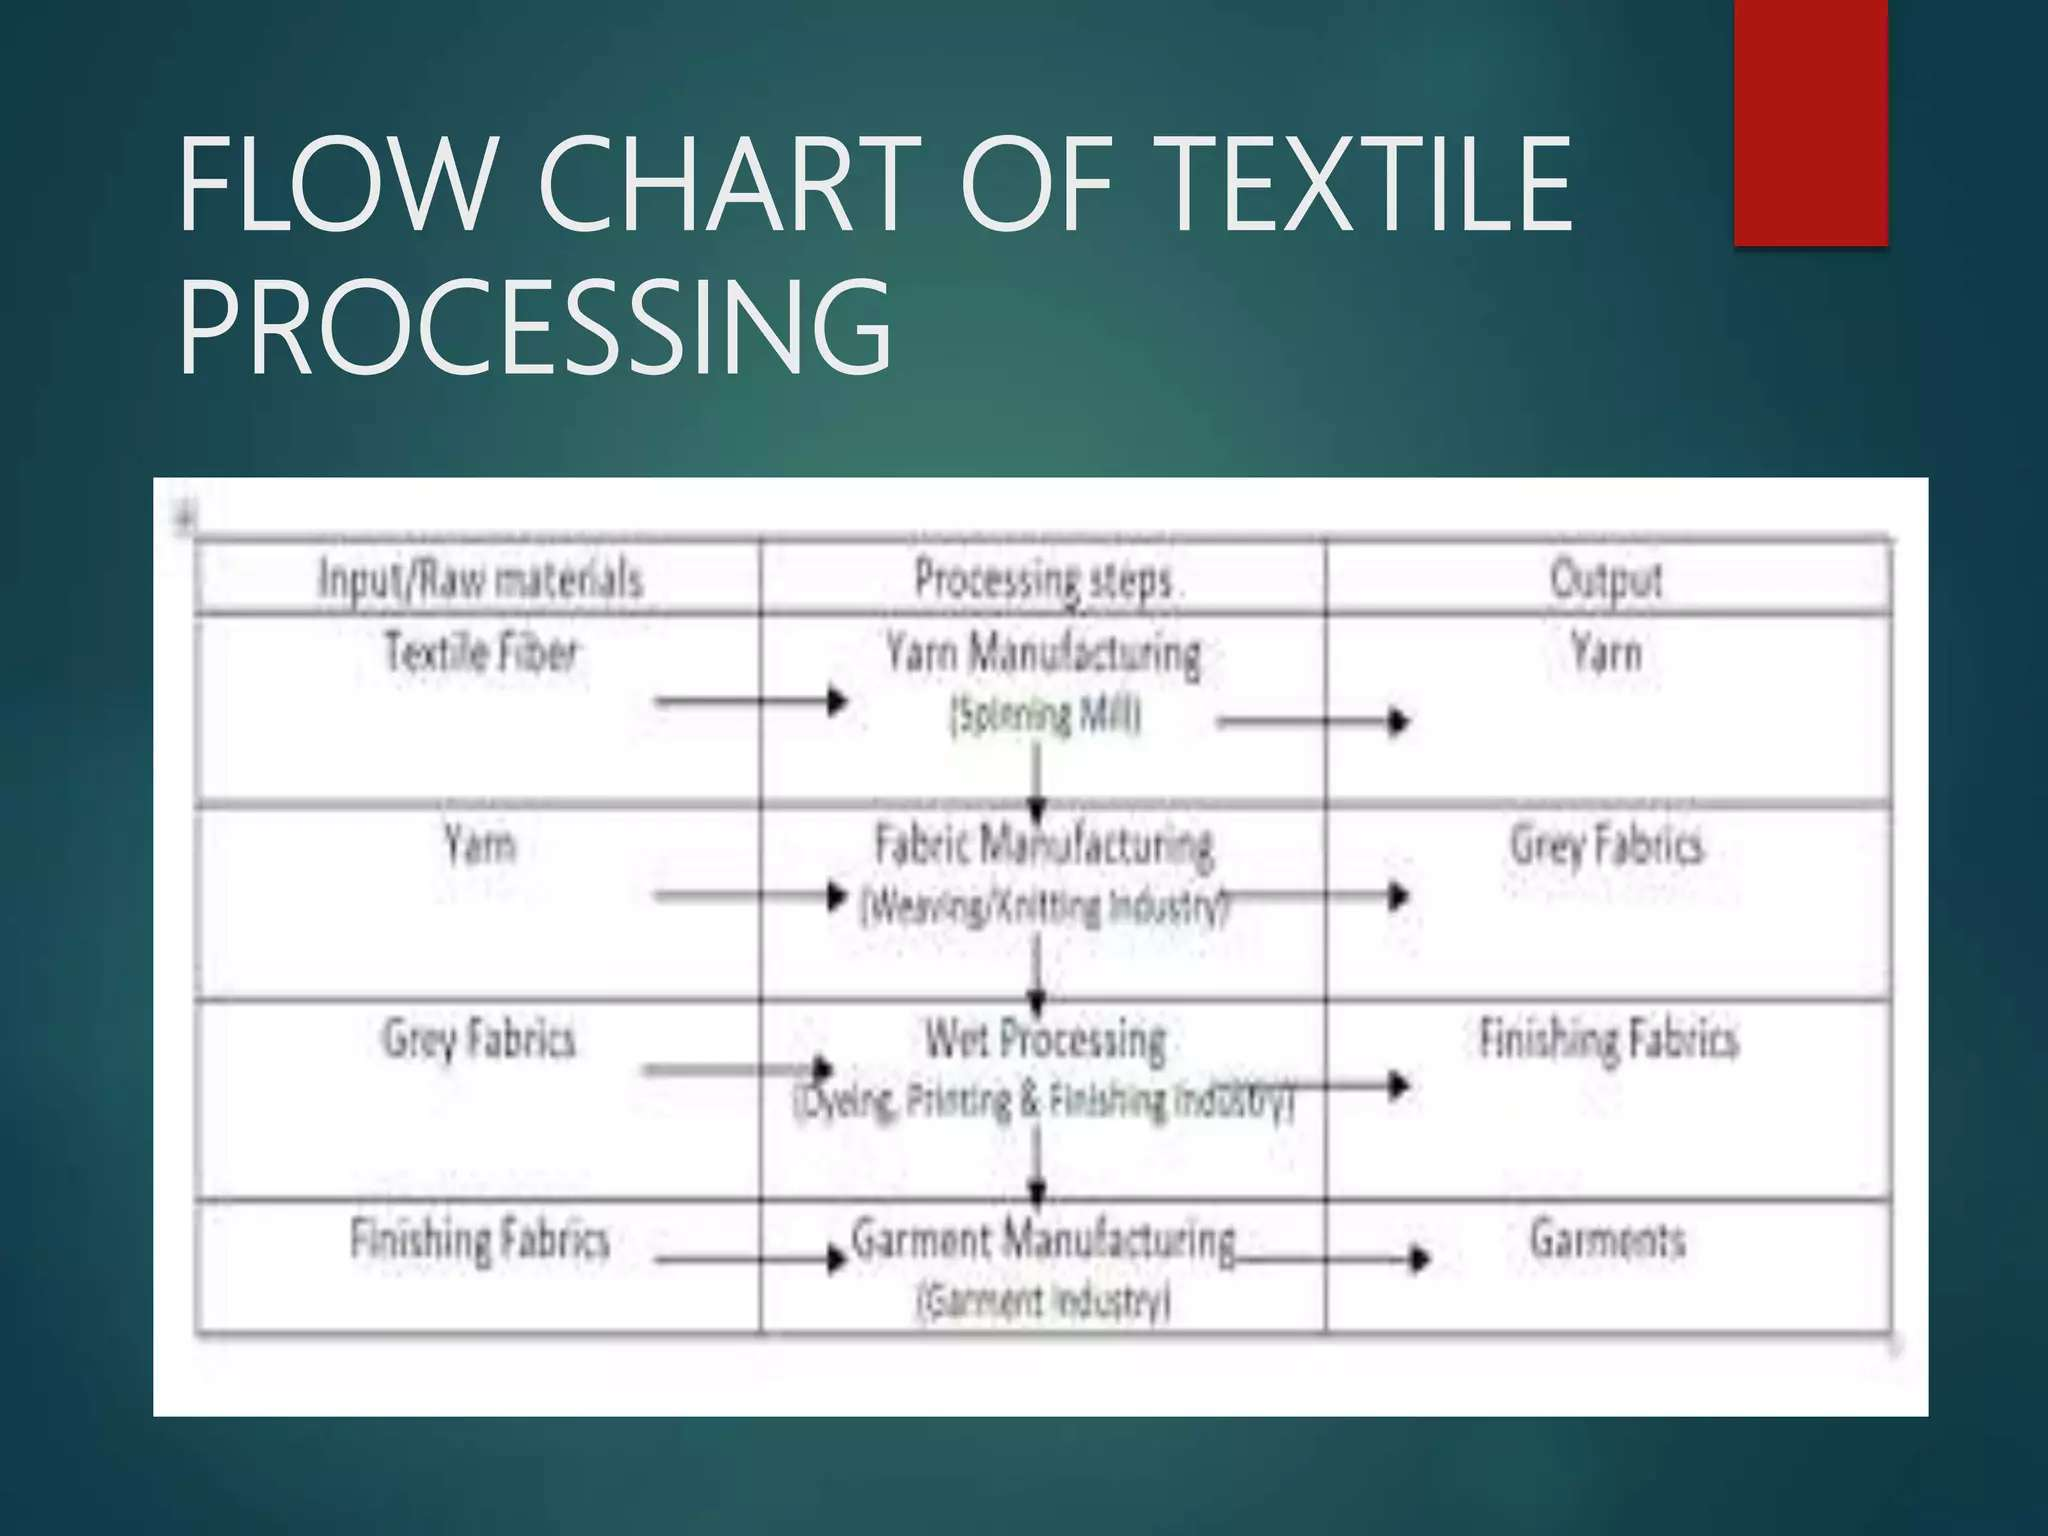 FLOW CHART OF TEXTILE
PROCESSING
Input/Raw materials Processing steps Output
Textile Fiber Yarn Manufacturing Yarn
(Spinning Mill)
Yarn Fabric Manufacturing Grey Fabrics
(Weaving/Knitting Industry)
Grey Fabrics Wet Processing Finishing Fabrics
(Dyeing, Printing & Finishing Industry)
Finishing Fabrics Garment Manufacturing Garments
(Garment Industry)